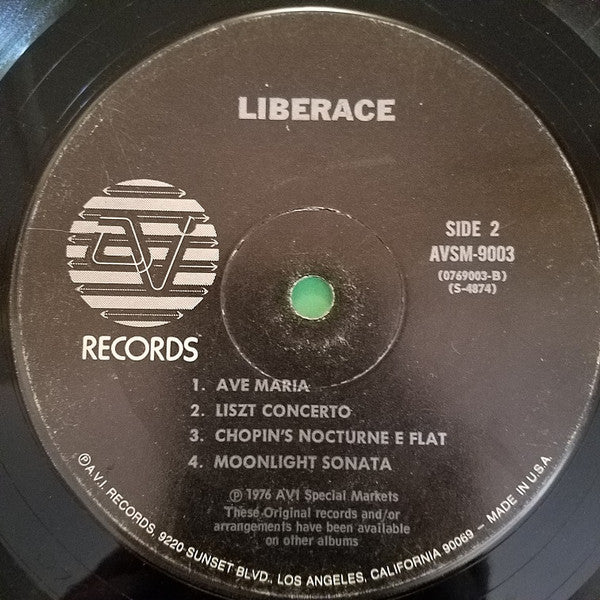 LIBERACE
AVI
RECORDS
SIDE 2
AVSM-9003
(0769003-B)
(S-4874)
1. AVE MARIA
2. LISZT CONCERTO
3. CHOPIN'S NOCTURNE E FLAT
4. MOONLIGHT SONATA
℗ 1976 AVI Special Markets
These Original records and/or
arrangements have been available
on other albums
℗ A.V.I. RECORDS, 9220 SUNSET BLVD., LOS ANGELES, CALIFORNIA 90069 – MADE IN U.S.A.